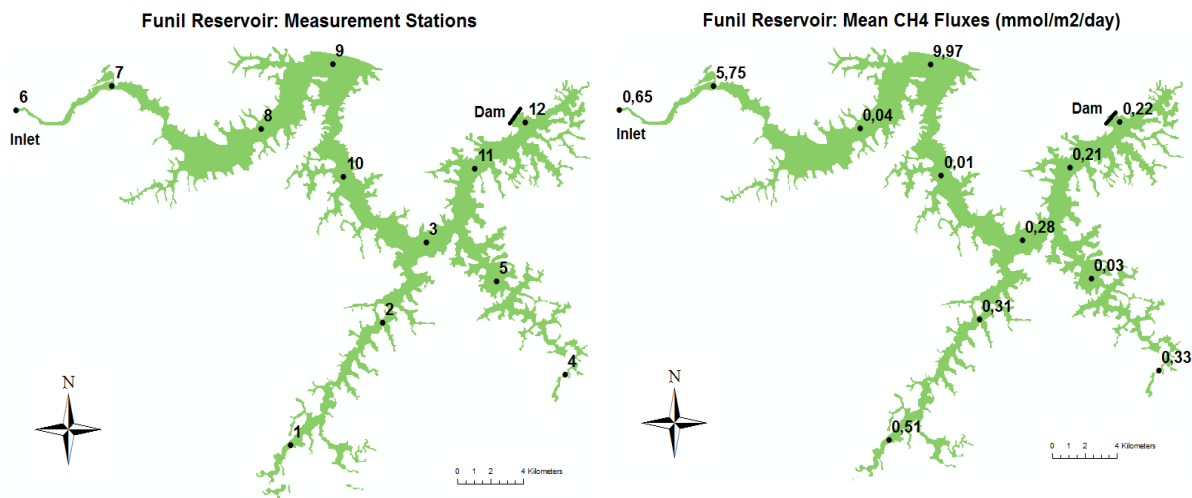 Funil Reservoir: Measurement Stations
9
7
6
Inlet
8
Dam
12
11
10
3
5
2
4
1
N
0 1 2 4 Kilometers
Funil Reservoir: Mean CH4 Fluxes (mmol/m2/day)
9,97
5,75
0,65
Inlet
0,04
Dam
0,22
0,21
0,01
0,28
0,03
0,31
0,33
0,51
N
0 1 2 4 Kilometers